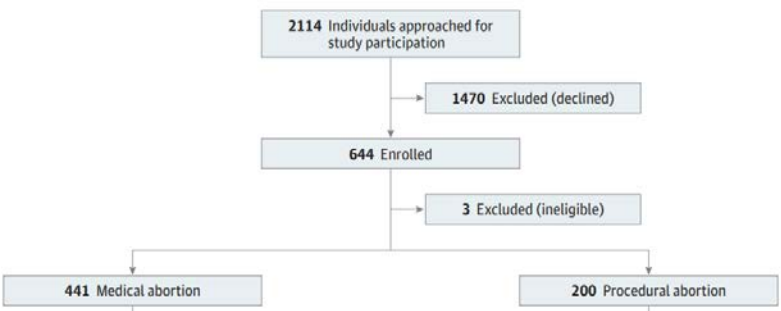 2114 Individuals approached for
study participation
1470 Excluded (declined)
644 Enrolled
3 Excluded (ineligible)
441 Medical abortion
200 Procedural abortion